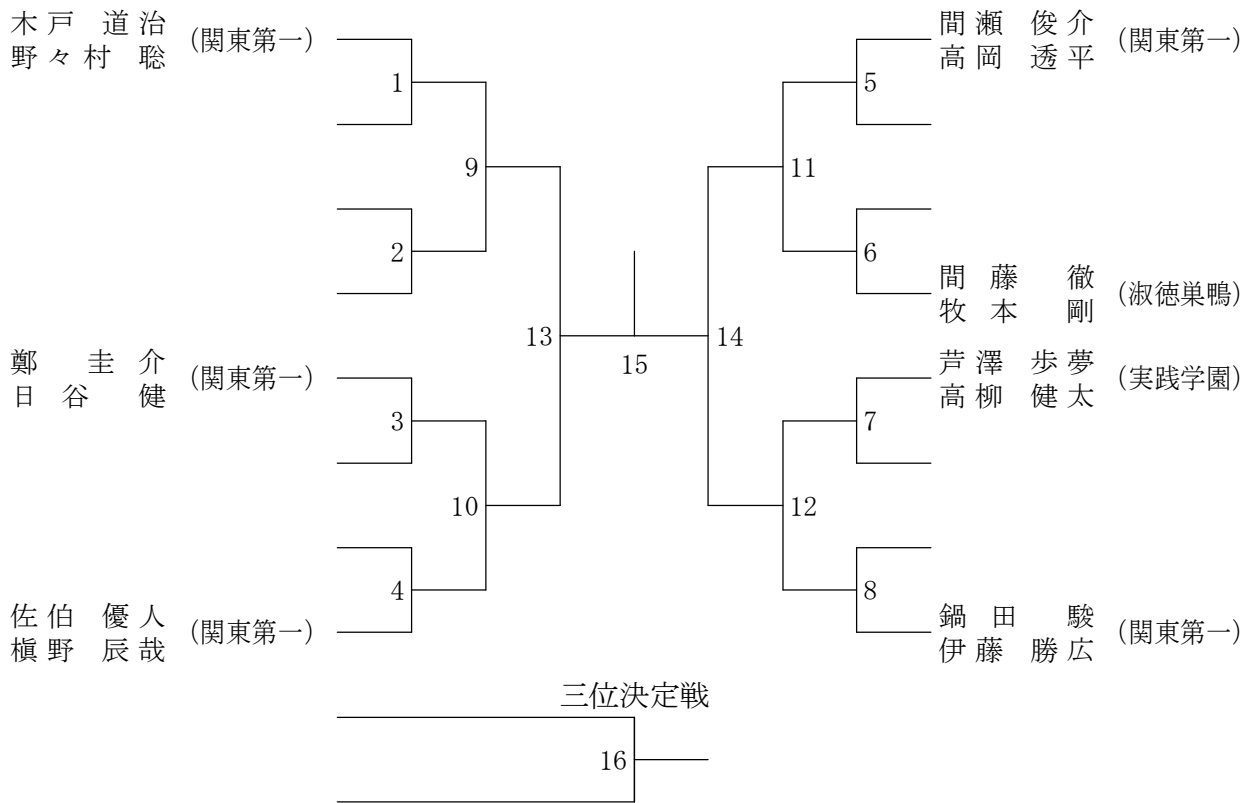 木戸 道治
野々村 聡
(関東第一)
1
9
2
鄭 圭介
日谷 健
(関東第一)
3
10
4
佐伯 優人
槇野 辰哉
(関東第一)
13
15
14
間瀬 俊介
高岡 透平
(関東第一)
5
11
6
間藤 徹
牧本 剛
(淑徳巣鴨)
芦澤 歩夢
高柳 健太
(実践学園)
7
12
8
鍋田 駿
伊藤 勝広
(関東第一)
三位決定戦
16